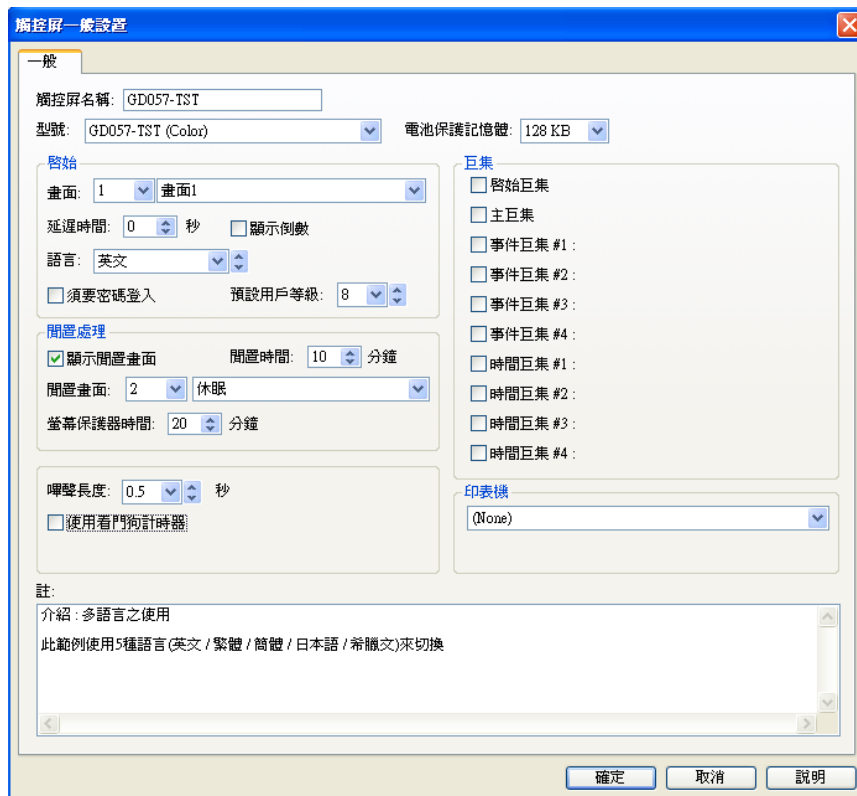 觸控屏一般設置
一般
觸控屏名稱: GD057-TST
型號: GD057-TST (Color) 電池保護記憶體: 128 KB
啓始
畫面: 1 畫面1
延遲時間: 0 秒 顯示倒數
語言: 英文
須要密碼登入 預設用戶等級: 8
閒置處理
顯示閒置畫面 閒置時間: 10 分鐘
閒置畫面: 2 休眠
螢幕保護器時間: 20 分鐘
嗶聲長度: 0.5 秒
使用看門狗計時器
巨集
啓始巨集
主巨集
事件巨集 #1 :
事件巨集 #2 :
事件巨集 #3 :
事件巨集 #4 :
時間巨集 #1 :
時間巨集 #2 :
時間巨集 #3 :
時間巨集 #4 :
印表機
(None)
註:
介紹 : 多語言之使用
此範例使用5種語言(英文 / 繁體 / 簡體 / 日本語 / 希臘文)來切換
確定 取消 說明